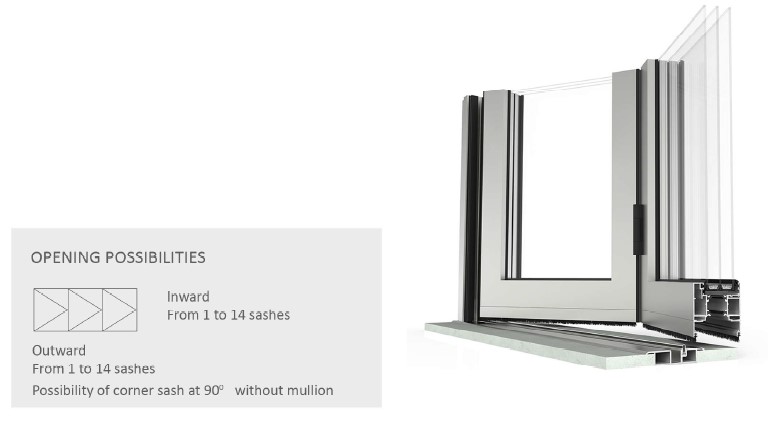 OPENING POSSIBILITIES
Inward
From 1 to 14 sashes
Outward
From 1 to 14 sashes
Possibility of corner sash at 90º without mullion